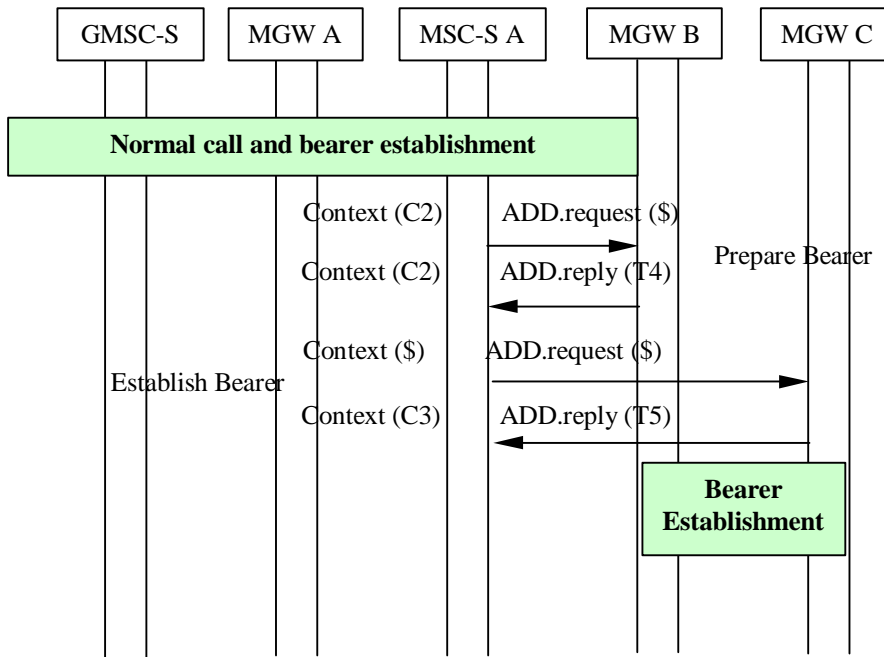 GMSC-S MGW A MSC-S A MGW B MGW C
Normal call and bearer establishment
Context (C2) ADD.request ($)
Prepare Bearer
Context (C2) ADD.reply (T4)
Context ($) ADD.request ($)
Establish Bearer
Context (C3) ADD.reply (T5)
Bearer
Establishment